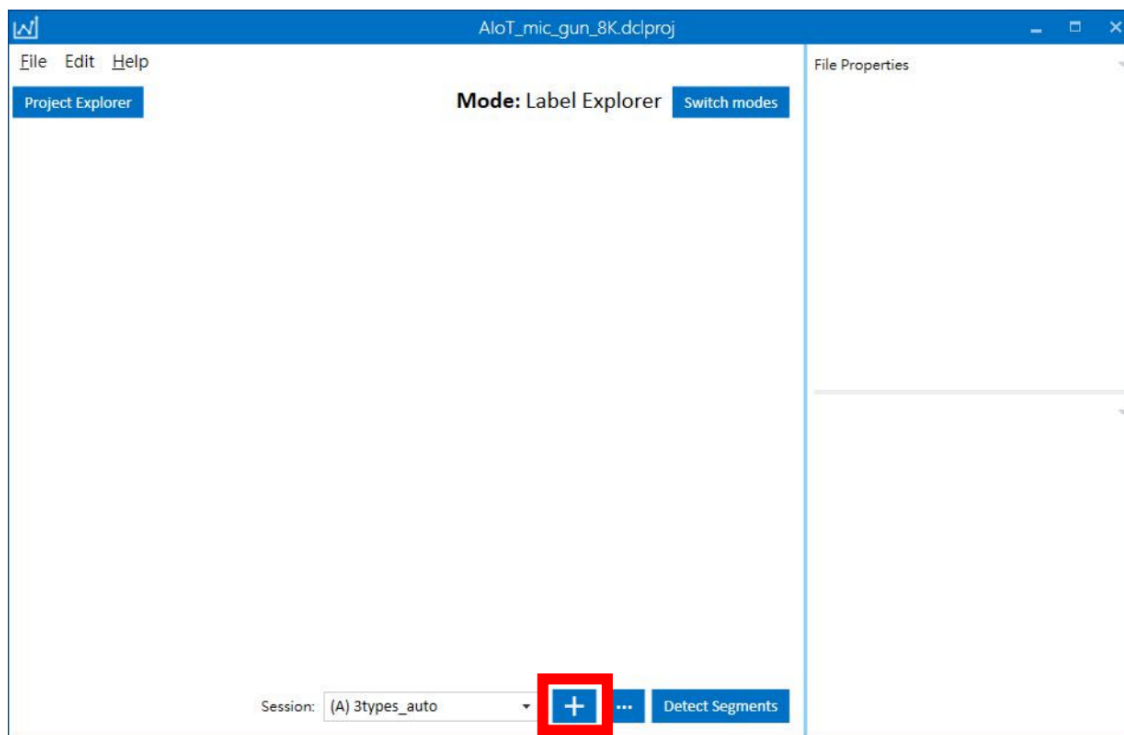 AIoT_mic_gun_8K.dclproj
File Edit Help
File Properties
Project Explorer
Mode: Label Explorer
Switch modes
Session:
(A) 3types_auto
+
...
Detect Segments